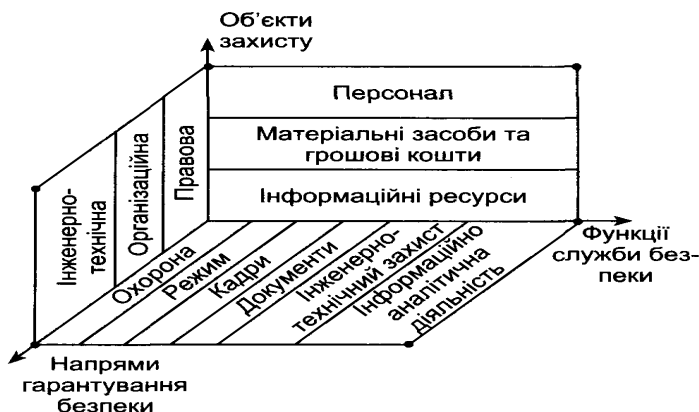 Об’єкти
захисту
Персонал
Матеріальні засоби та
грошові кошти
Інформаційні ресурси
Інженерно-
технічна
Організаційна
Правова
Охорона
Режим
Кадри
Документи
Інженерно-
технічний захист
Інформаційно
аналітична
діяльність
Функції
служби без-
пеки
Напрями
гарантування
безпеки